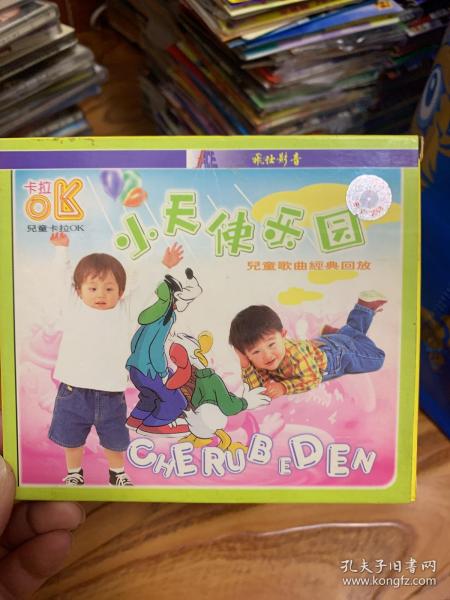 飚仕影音
卡拉
OK
兒童卡拉OK
小天使乐园
兒童歌曲經典回放
CHERUB EDEN
孔夫子旧书网
www.kongfz.com